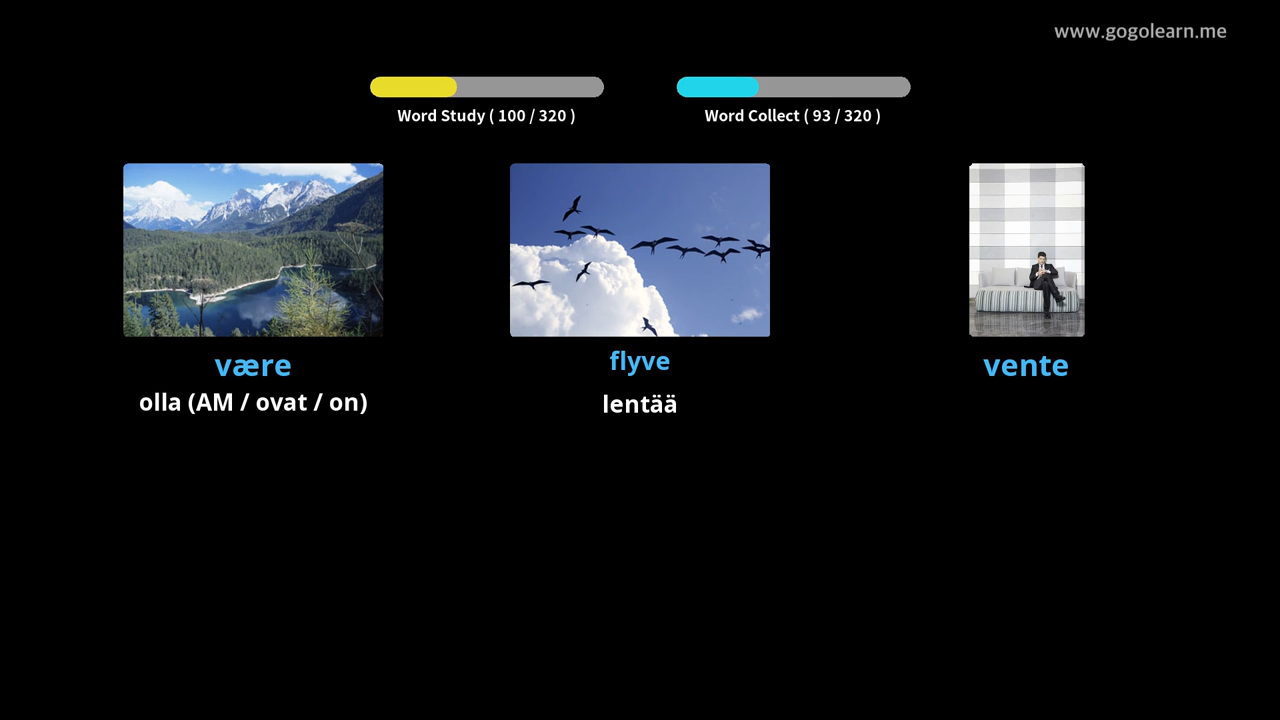 www.gogolearn.me
Word Study ( 100 / 320 )
Word Collect ( 93 / 320 )
være
flyve
vente
olla (AM / ovat / on)
lentää